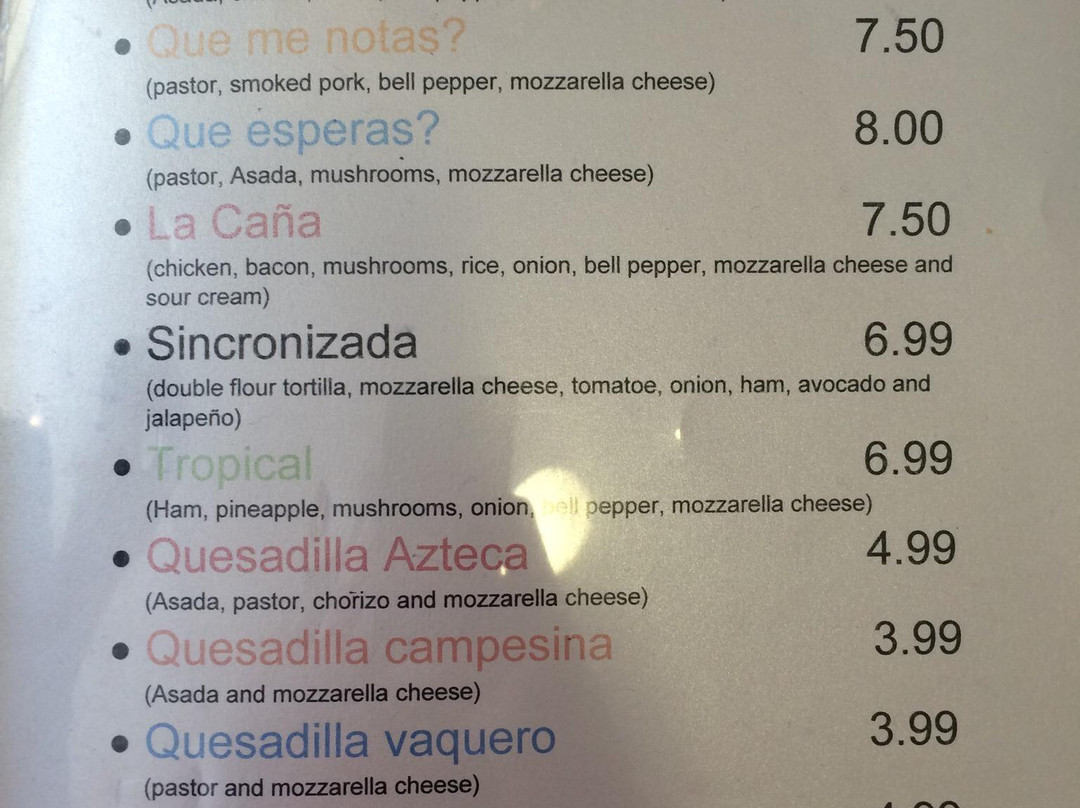 • Que me notas? 7.50
(pastor, smoked pork, bell pepper, mozzarella cheese)
• Que esperas? 8.00
(pastor, Asada, mushrooms, mozzarella cheese)
• La Caña 7.50
(chicken, bacon, mushrooms, rice, onion, bell pepper, mozzarella cheese and
sour cream)
• Sincronizada 6.99
(double flour tortilla, mozzarella cheese, tomatoe, onion, ham, avocado and
jalapeño)
• Tropical 6.99
(Ham, pineapple, mushrooms, onion, bell pepper, mozzarella cheese)
• Quesadilla Azteca 4.99
(Asada, pastor, chorizo and mozzarella cheese)
• Quesadilla campesina 3.99
(Asada and mozzarella cheese)
• Quesadilla vaquero 3.99
(pastor and mozzarella cheese)